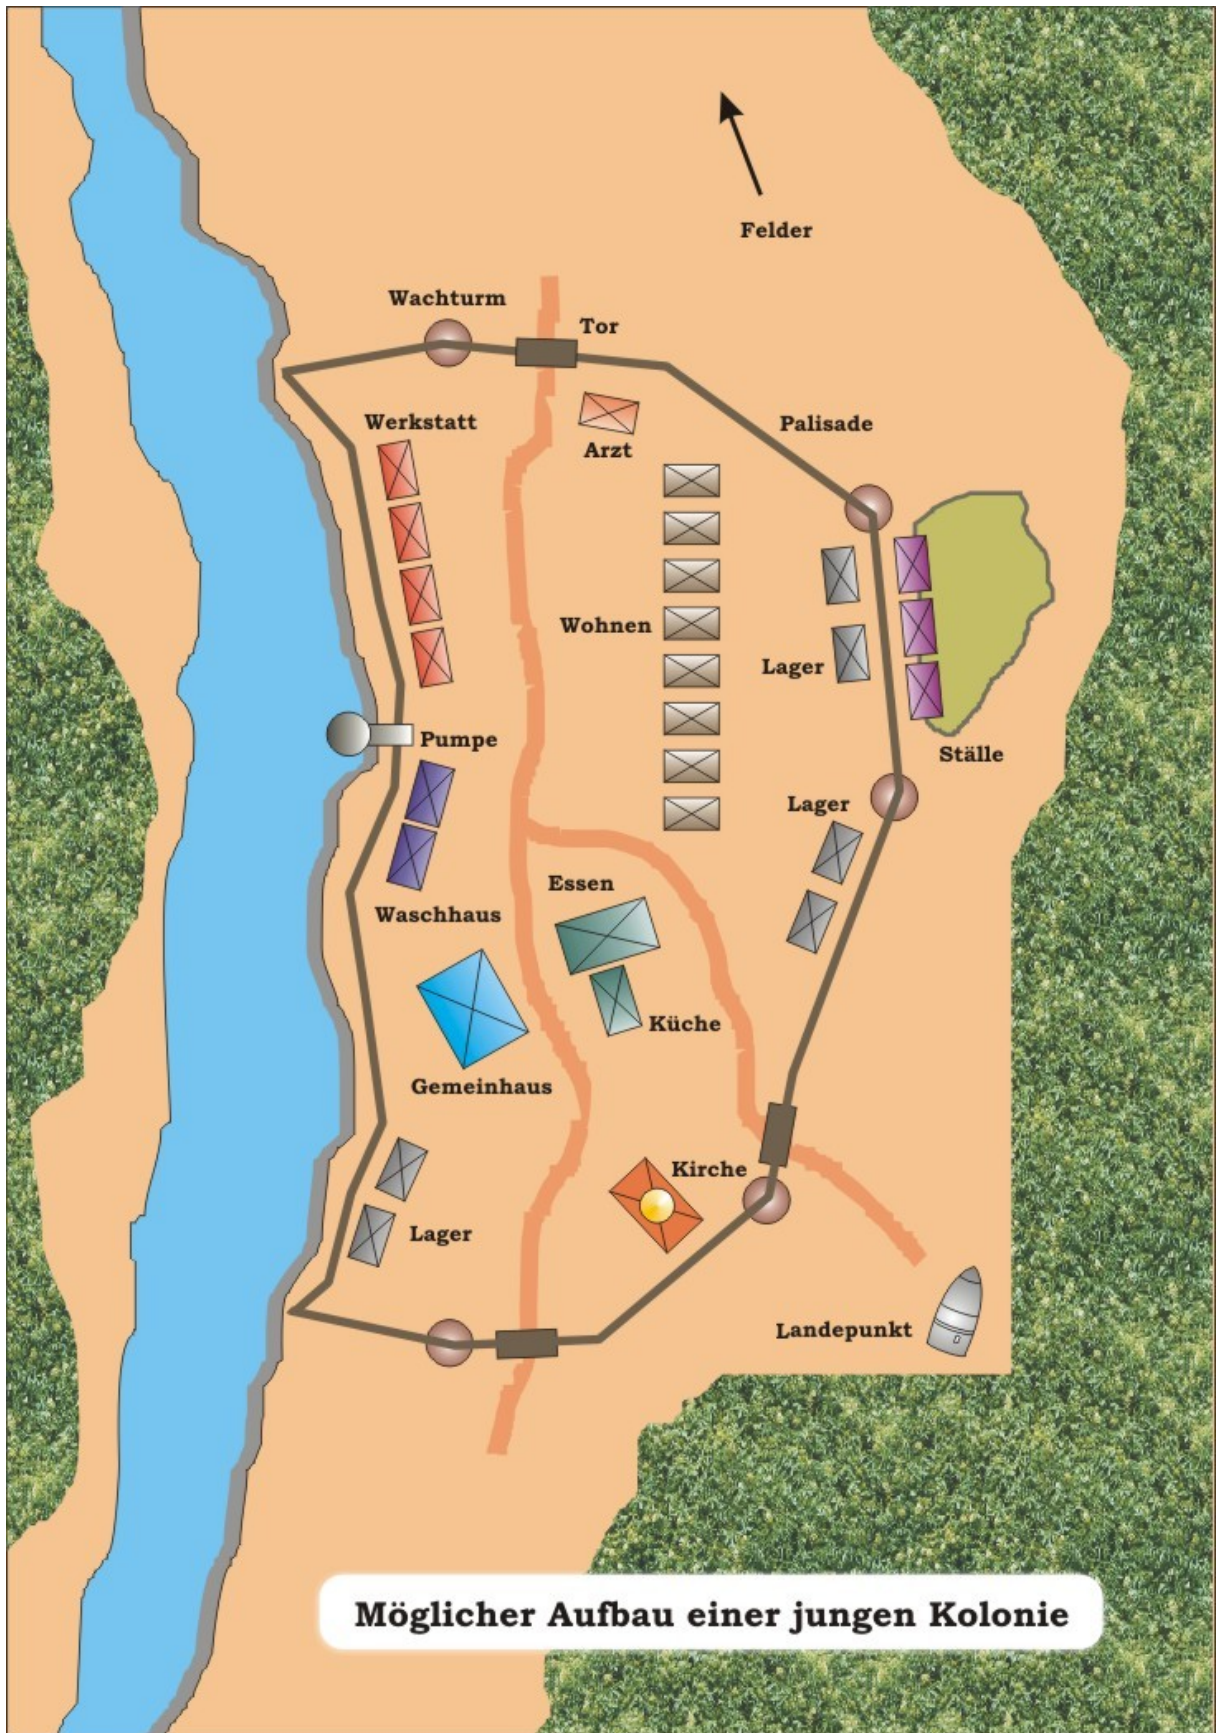 Felder
Wachturm
Tor
Werkstatt
Arzt
Palisade
Wohnen
Lager
Pumpe
Ställe
Lager
Essen
Waschhaus
Küche
Gemeinhaus
Kirche
Lager
Landepunkt
Möglicher Aufbau einer jungen Kolonie